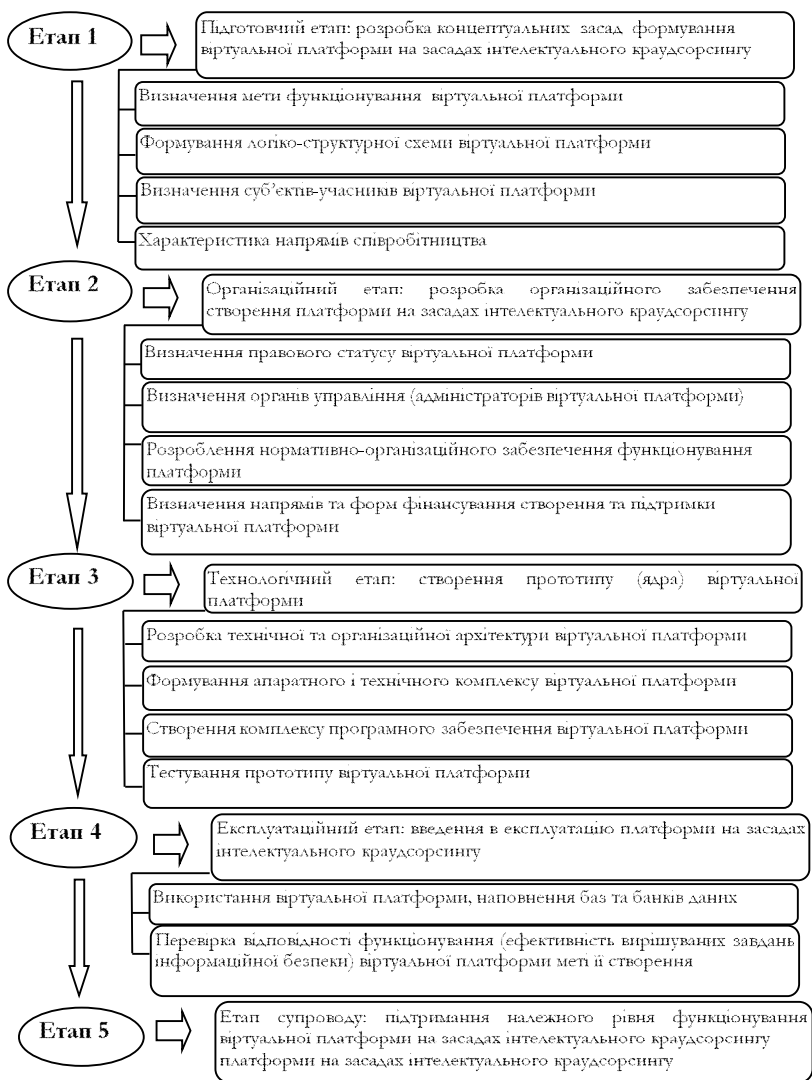 Етап 1
Підготовчий етап: розробка концептуальних засад формування
віртуальної платформи на засадах інтелектуального краудсорсингу
Визначення мети функціонування віртуальної платформи
Формування логіко-структурної схеми віртуальної платформи
Визначення суб'єктів-учасників віртуальної платформи
Характеристика напрямів співробітництва
Етап 2
Організаційний етап: розробка організаційного забезпечення
створення платформи на засадах інтелектуального краудсорсингу
Визначення правового статусу віртуальної платформи
Визначення органів управління (адміністраторів віртуальної платформи)
Розроблення нормативно-організаційного забезпечення функціонування
платформи
Визначення напрямів та форм фінансування створення та підтримки
віртуальної платформи
Етап 3
Технологічний етап: створення прототипу (ядра) віртуальної
платформи
Розробка технічної та організаційної архітектури віртуальної платформи
Формування апаратного і технічного комплексу віртуальної платформи
Створення комплексу програмного забезпечення віртуальної платформи
Тестування прототипу віртуальної платформи
Етап 4
Експлуатаційний етап: введення в експлуатацію платформи на засадах
інтелектуального краудсорсингу
Використання віртуальної платформи, наповнення баз та банків даних
Перевірка відповідності функціонування (ефективність вирішуваних завдань
інформаційної безпеки) віртуальної платформи меті її створення
Етап 5
Етап супроводу: підтримання належного рівня функціонування
віртуальної платформи на засадах інтелектуального краудсорсингу
платформи на засадах інтелектуального краудсорсингу